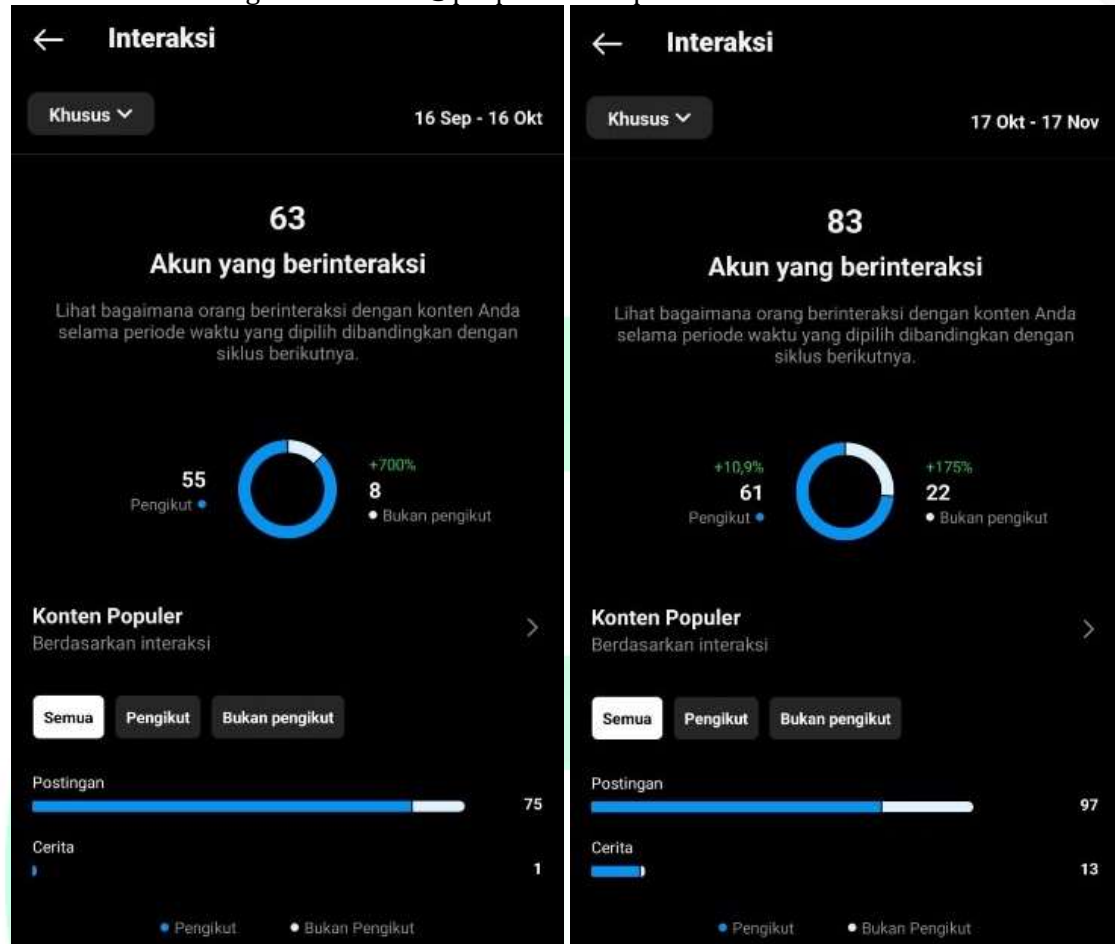 Interaksi
Khusus
16 Sep - 16 Okt
63
Akun yang berinteraksi
Lihat bagaimana orang berinteraksi dengan konten Anda
selama periode waktu yang dipilih dibandingkan dengan
siklus berikutnya.
55
Pengikut
+700%
8
Bukan pengikut
Konten Populer
Berdasarkan interaksi
Semua Pengikut Bukan pengikut
Postingan
75
Cerita
1
Pengikut Bukan Pengikut
Interaksi
Khusus
17 Okt - 17 Nov
83
Akun yang berinteraksi
Lihat bagaimana orang berinteraksi dengan konten Anda
selama periode waktu yang dipilih dibandingkan dengan
siklus berikutnya.
+10,9%
61
Pengikut
+175%
22
Bukan pengikut
Konten Populer
Berdasarkan interaksi
Semua Pengikut Bukan pengikut
Postingan
97
Cerita
13
Pengikut Bukan Pengikut